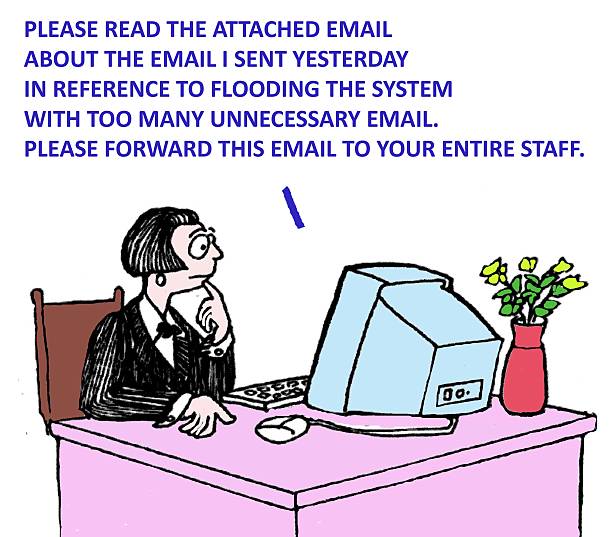 PLEASE READ THE ATTACHED EMAIL
ABOUT THE EMAIL I SENT YESTERDAY
IN REFERENCE TO FLOODING THE SYSTEM
WITH TOO MANY UNNECESSARY EMAIL.
PLEASE FORWARD THIS EMAIL TO YOUR ENTIRE STAFF.